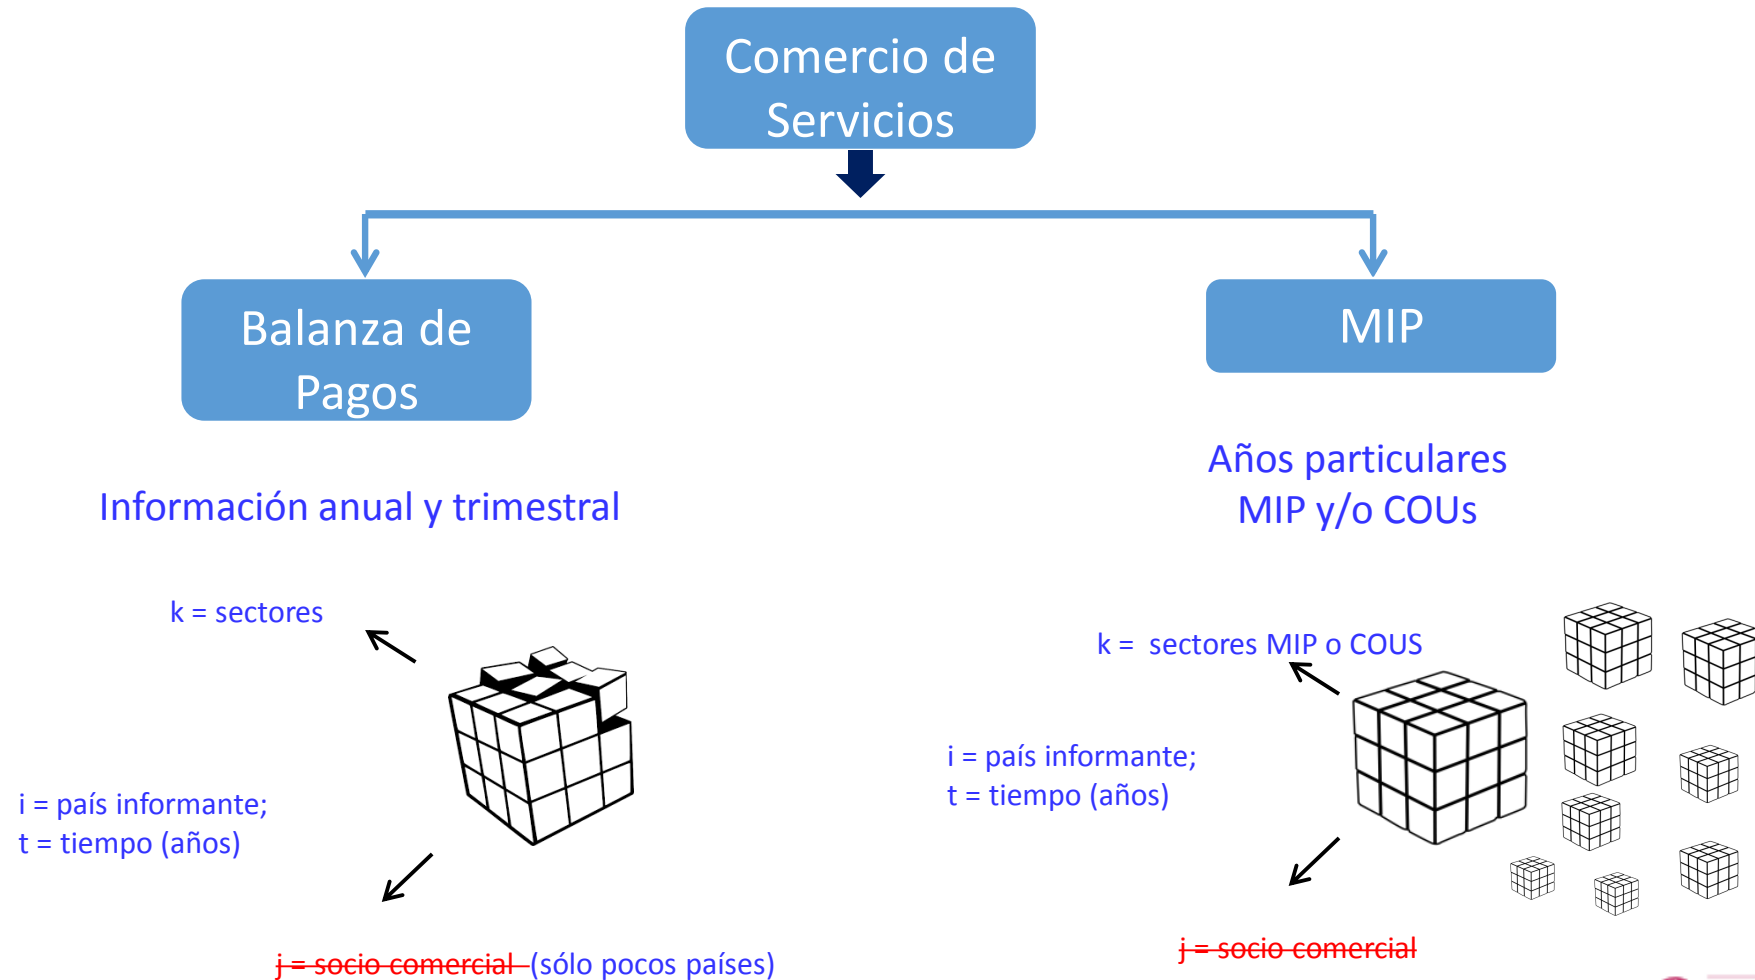 Comercio de
Servicios
Balanza de
Pagos
MIP
Información anual y trimestral
Años particulares
MIP y/o COUs
k = sectores
i = país informante;
t = tiempo (años)
j = socio comercial (sólo pocos países)
k = sectores MIP o COUS
i = país informante;
t = tiempo (años)
j = socio comercial